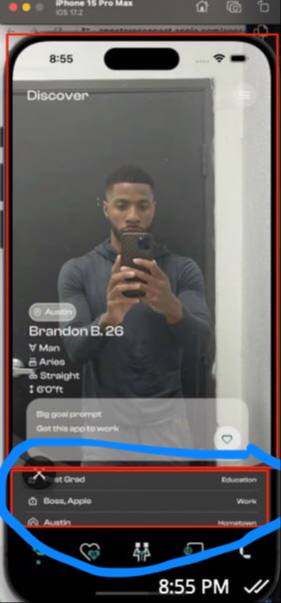 iPhone 15 Pro Max
iOS 17.2
8:55
Discover
Austin
Brandon B. 26
Man
Aries
Straight
6'0"ft
Big goal prompt
Get this app to work
st Grad
Education
Boss, Apple
Work
Austin
Hometown
8:55 PM